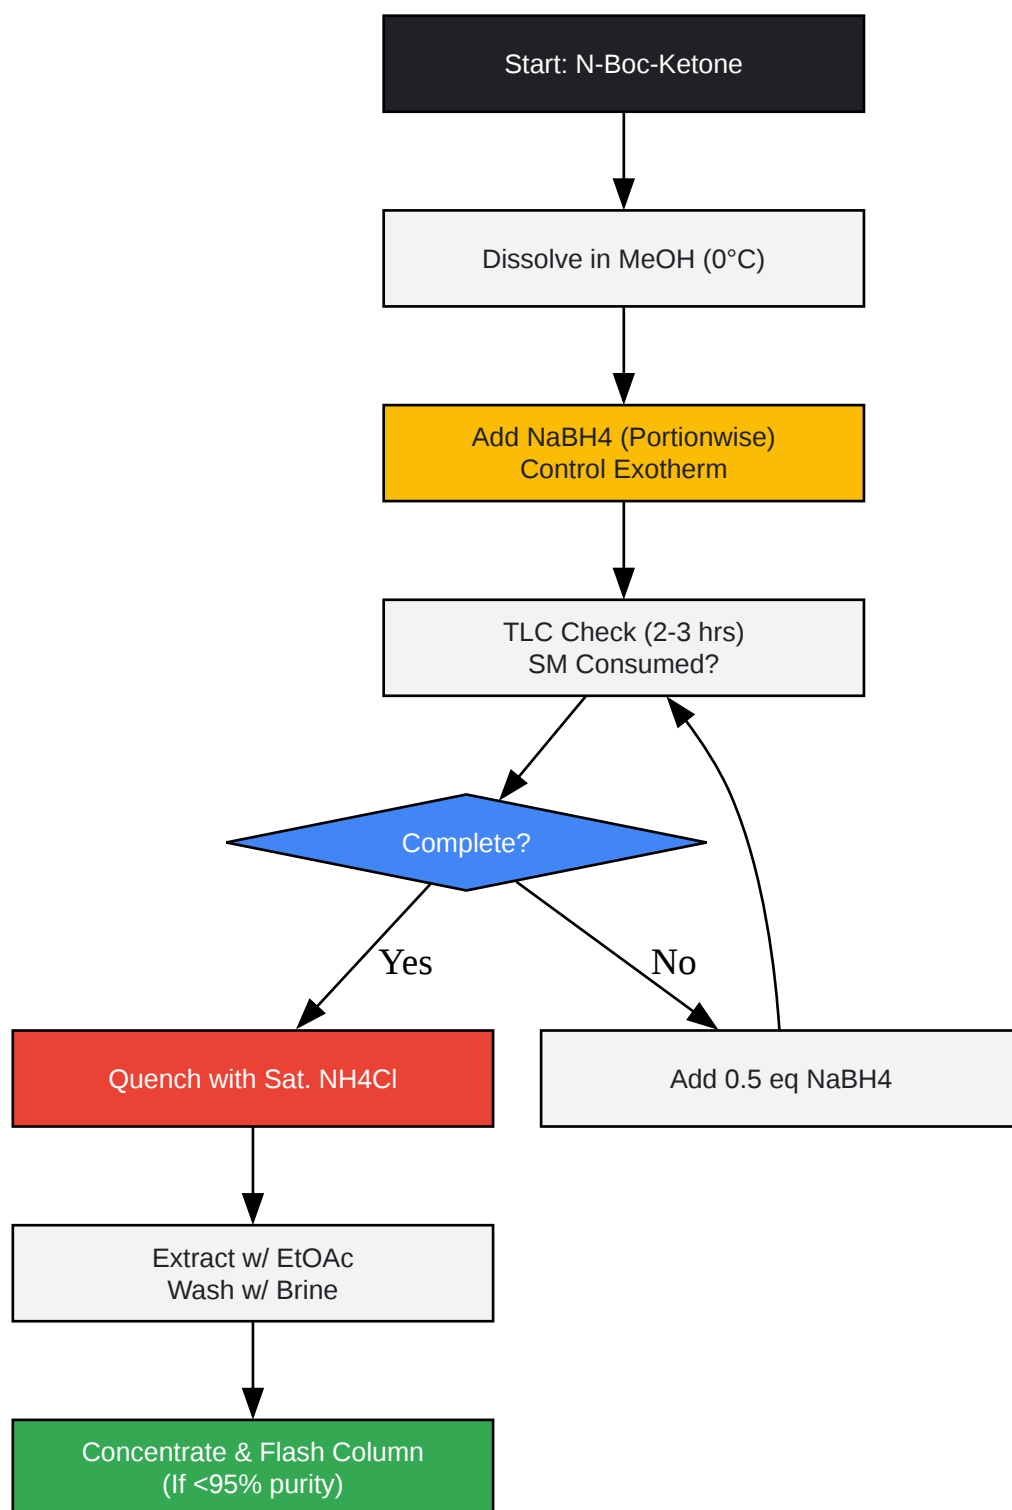 Start: N-Boc-Ketone
Dissolve in MeOH (0°C)
Add NaBH4 (Portionwise)
Control Exotherm
TLC Check (2-3 hrs)
SM Consumed?
Complete?
Yes
No
Quench with Sat. NH4Cl
Add 0.5 eq NaBH4
Extract w/ EtOAc
Wash w/ Brine
Concentrate & Flash Column
(If <95% purity)